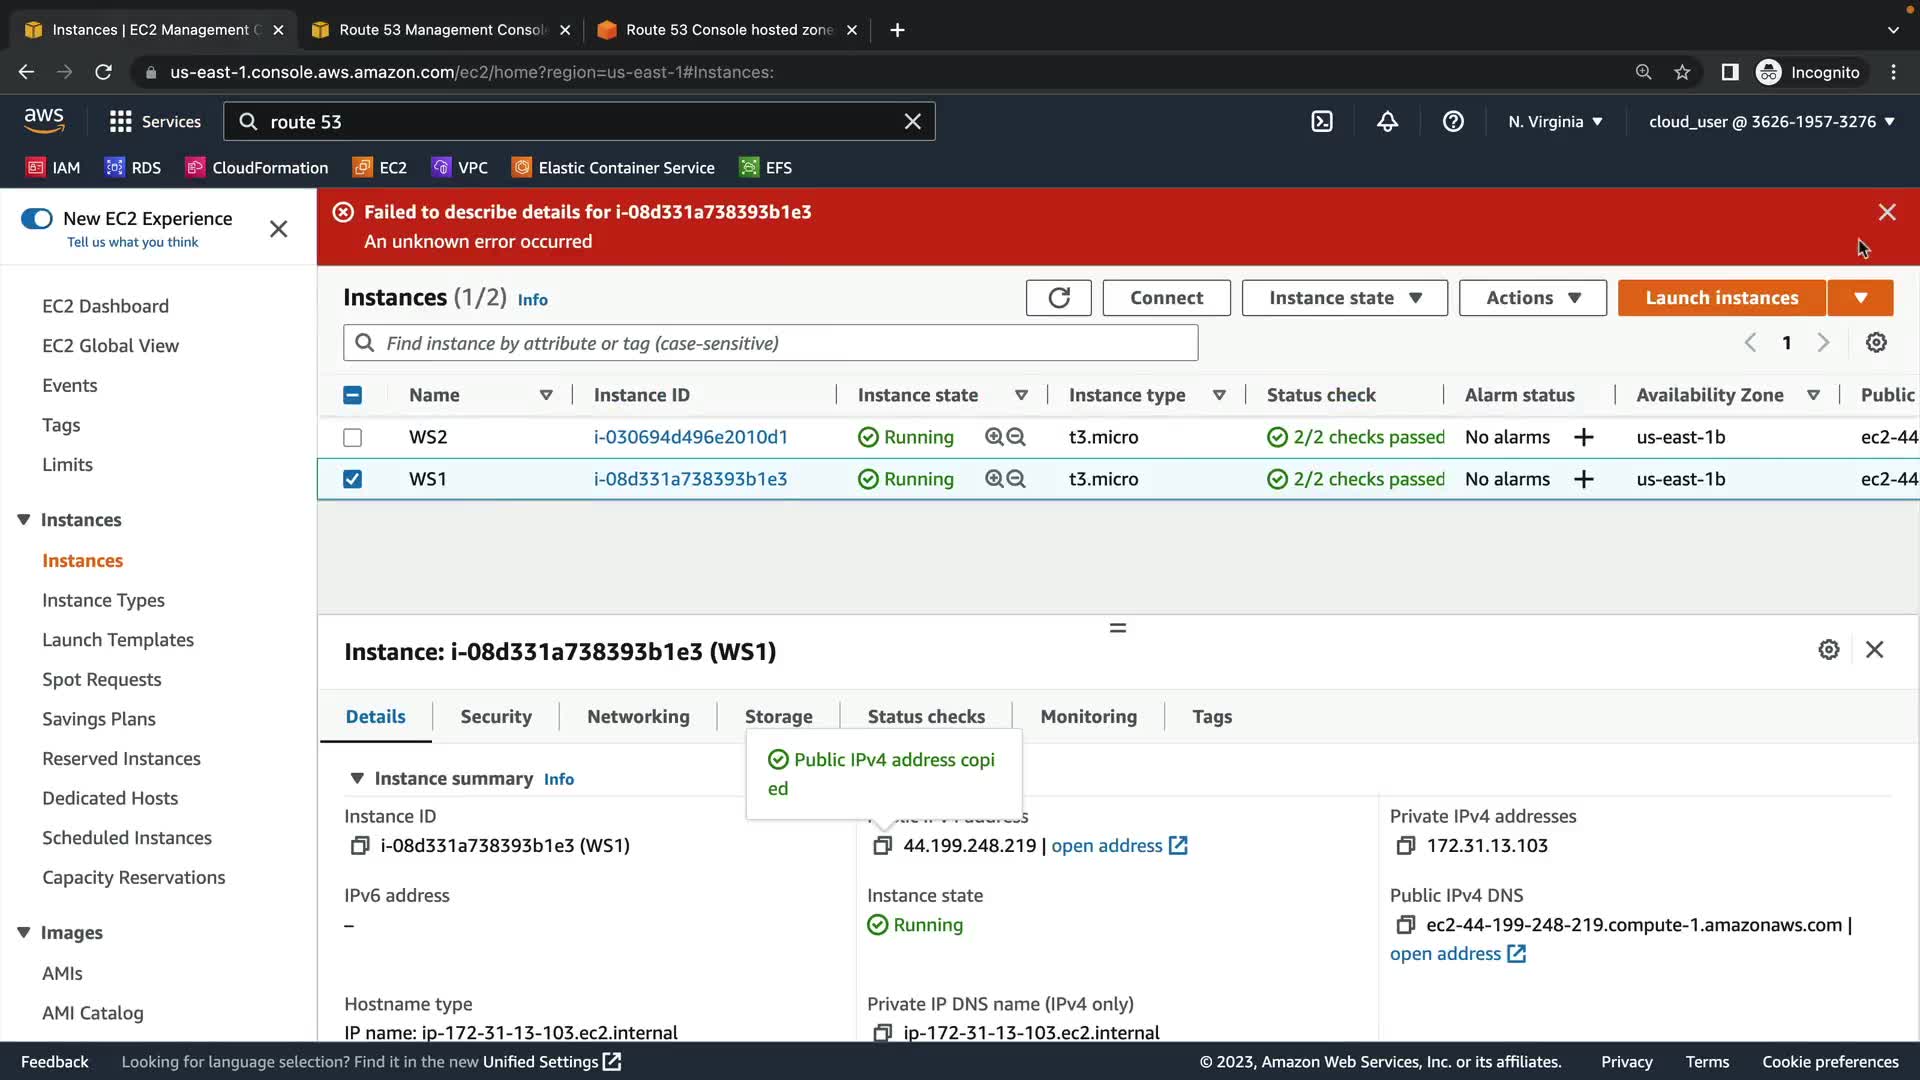 Instances | EC2 Management C
Route 53 Management Consol
Route 53 Console hosted zone
us-east-1.console.aws.amazon.com/ec2/home?region=us-east-1#Instances:
Incognito
aws
Services
route 53
N. Virginia
cloud_user @ 3626-1957-3276
IAM
RDS
CloudFormation
EC2
VPC
Elastic Container Service
EFS
New EC2 Experience
Tell us what you think
EC2 Dashboard
EC2 Global View
Events
Tags
Limits
Instances
Instances
Instance Types
Launch Templates
Spot Requests
Savings Plans
Reserved Instances
Dedicated Hosts
Scheduled Instances
Capacity Reservations
Images
AMIs
AMI Catalog
Failed to describe details for i-08d331a738393b1e3
An unknown error occurred
Instances (1/2) Info
Connect
Instance state
Actions
Launch instances
Find instance by attribute or tag (case-sensitive)
1
Name Instance ID Instance state Instance type Status check Alarm status Availability Zone Public
WS2 i-030694d496e2010d1 Running t3.micro 2/2 checks passed No alarms + us-east-1b ec2-44
WS1 i-08d331a738393b1e3 Running t3.micro 2/2 checks passed No alarms + us-east-1b ec2-44
Instance: i-08d331a738393b1e3 (WS1)
Details
Security
Networking
Storage
Status checks
Monitoring
Tags
Public IPv4 address copi
ed
Instance summary Info
Instance ID
i-08d331a738393b1e3 (WS1)
44.199.248.219 | open address
Private IPv4 addresses
172.31.13.103
IPv6 address
–
Instance state
Running
Public IPv4 DNS
ec2-44-199-248-219.compute-1.amazonaws.com |
open address
Hostname type
IP name: ip-172-31-13-103.ec2.internal
Private IP DNS name (IPv4 only)
ip-172-31-13-103.ec2.internal
Feedback
Looking for language selection? Find it in the new Unified Settings
© 2023, Amazon Web Services, Inc. or its affiliates.
Privacy
Terms
Cookie preferences